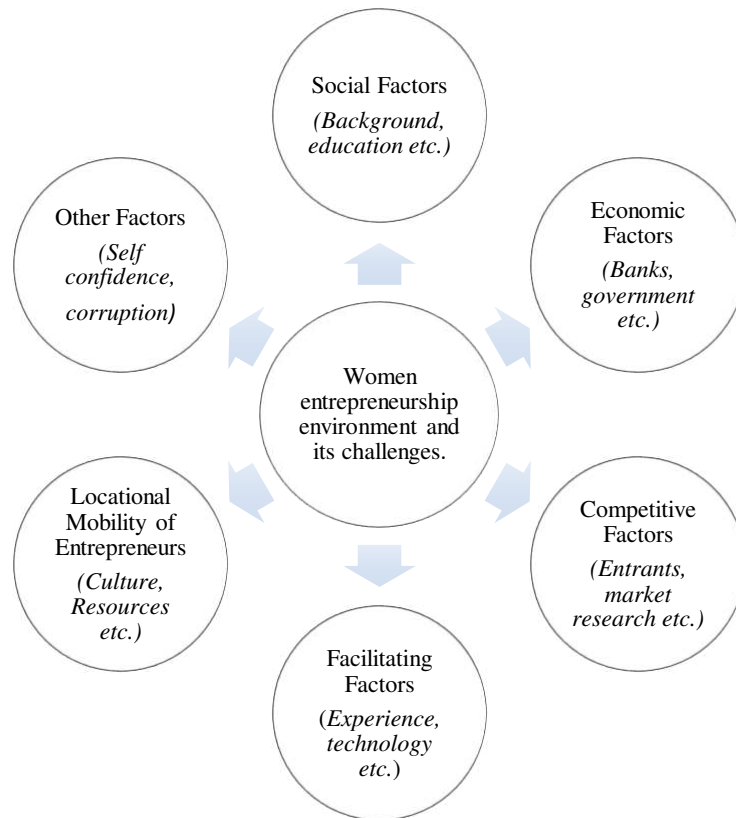 Social Factors
(Background,
education etc.)
Other Factors
(Self
confidence,
corruption)
Economic
Factors
(Banks,
government
etc.)
Women
entrepreneurship
environment and
its challenges.
Locational
Mobility of
Entrepreneurs
(Culture,
Resources
etc.)
Competitive
Factors
(Entrants,
market
research etc.)
Facilitating
Factors
(Experience,
technology
etc.)